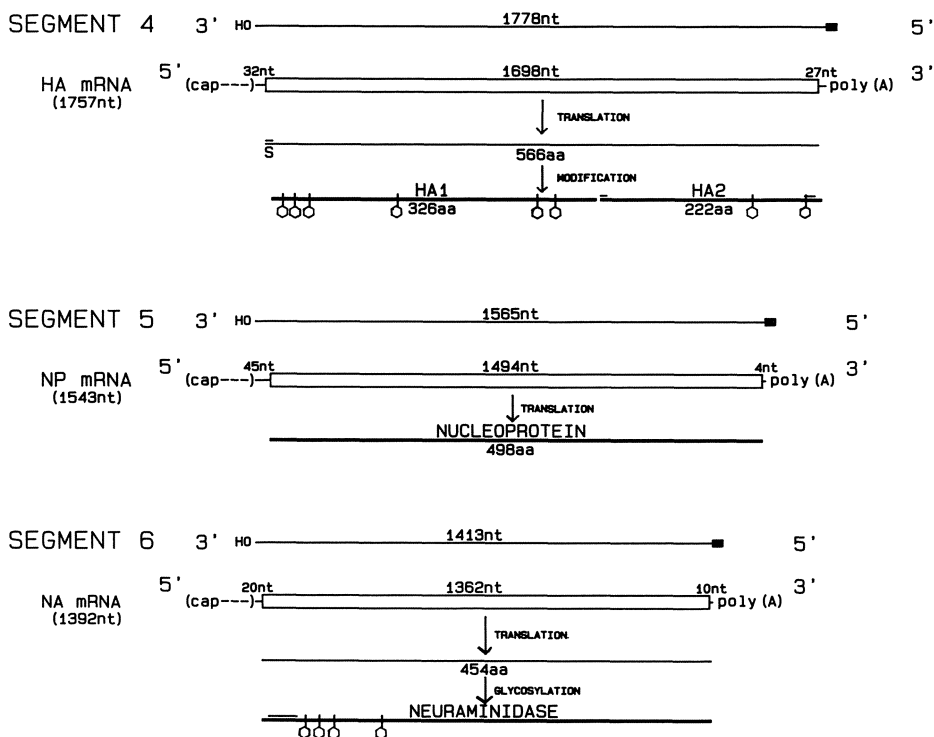 SEGMENT 4 3' HO 1778nt 5'
5' 32nt 1698nt 27nt 3'
HA mRNA (cap---) poly(A)
(1757nt)
TRANSLATION
S
566aa
MODIFICATION
HA1 HA2
326aa 222aa
SEGMENT 5 3' HO 1565nt 5'
5' 45nt 1494nt 4nt 3'
NP mRNA (cap---) poly(A)
(1543nt)
TRANSLATION
NUCLEOPROTEIN
498aa
SEGMENT 6 3' HO 1413nt 5'
5' 20nt 1362nt 10nt 3'
NA mRNA (cap---) poly(A)
(1392nt)
TRANSLATION.
454aa
GLYCOSYLATION
NEURAMINIDASE